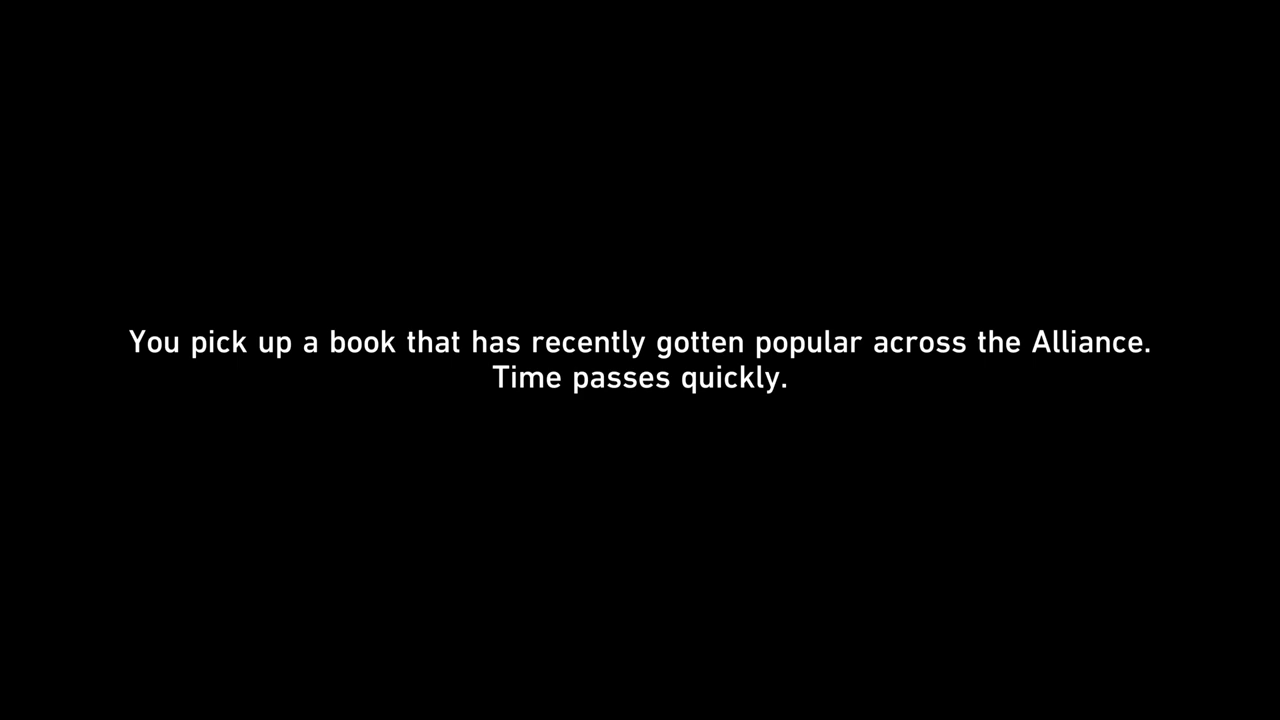 You pick up a book that has recently gotten popular across the Alliance.
Time passes quickly.